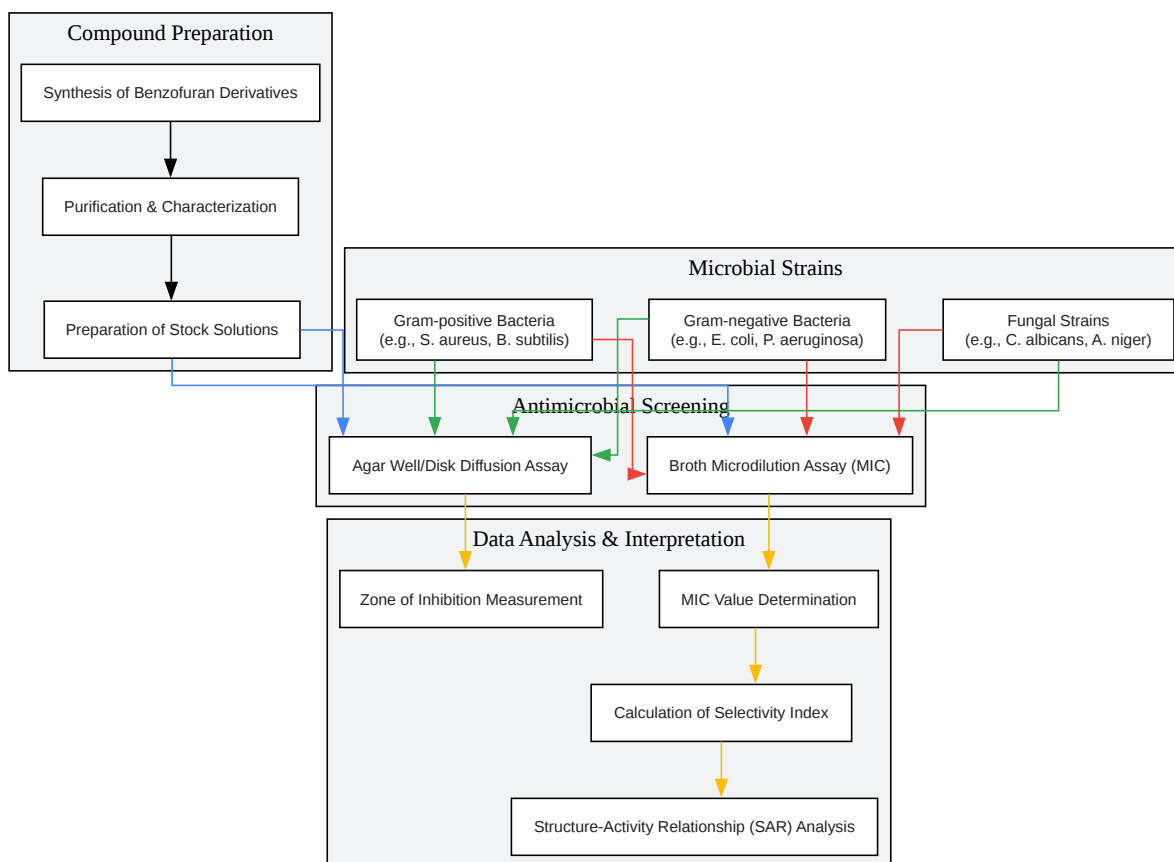 Compound Preparation
Synthesis of Benzofuran Derivatives
Purification & Characterization
Preparation of Stock Solutions
Microbial Strains
Gram-positive Bacteria
(e.g., S. aureus, B. subtilis)
Gram-negative Bacteria
(e.g., E. coli, P. aeruginosa)
Fungal Strains
(e.g., C. albicans, A. niger)
Antimicrobial Screening
Agar Well/Disk Diffusion Assay
Broth Microdilution Assay (MIC)
Data Analysis & Interpretation
Zone of Inhibition Measurement
MIC Value Determination
Calculation of Selectivity Index
Structure-Activity Relationship (SAR) Analysis